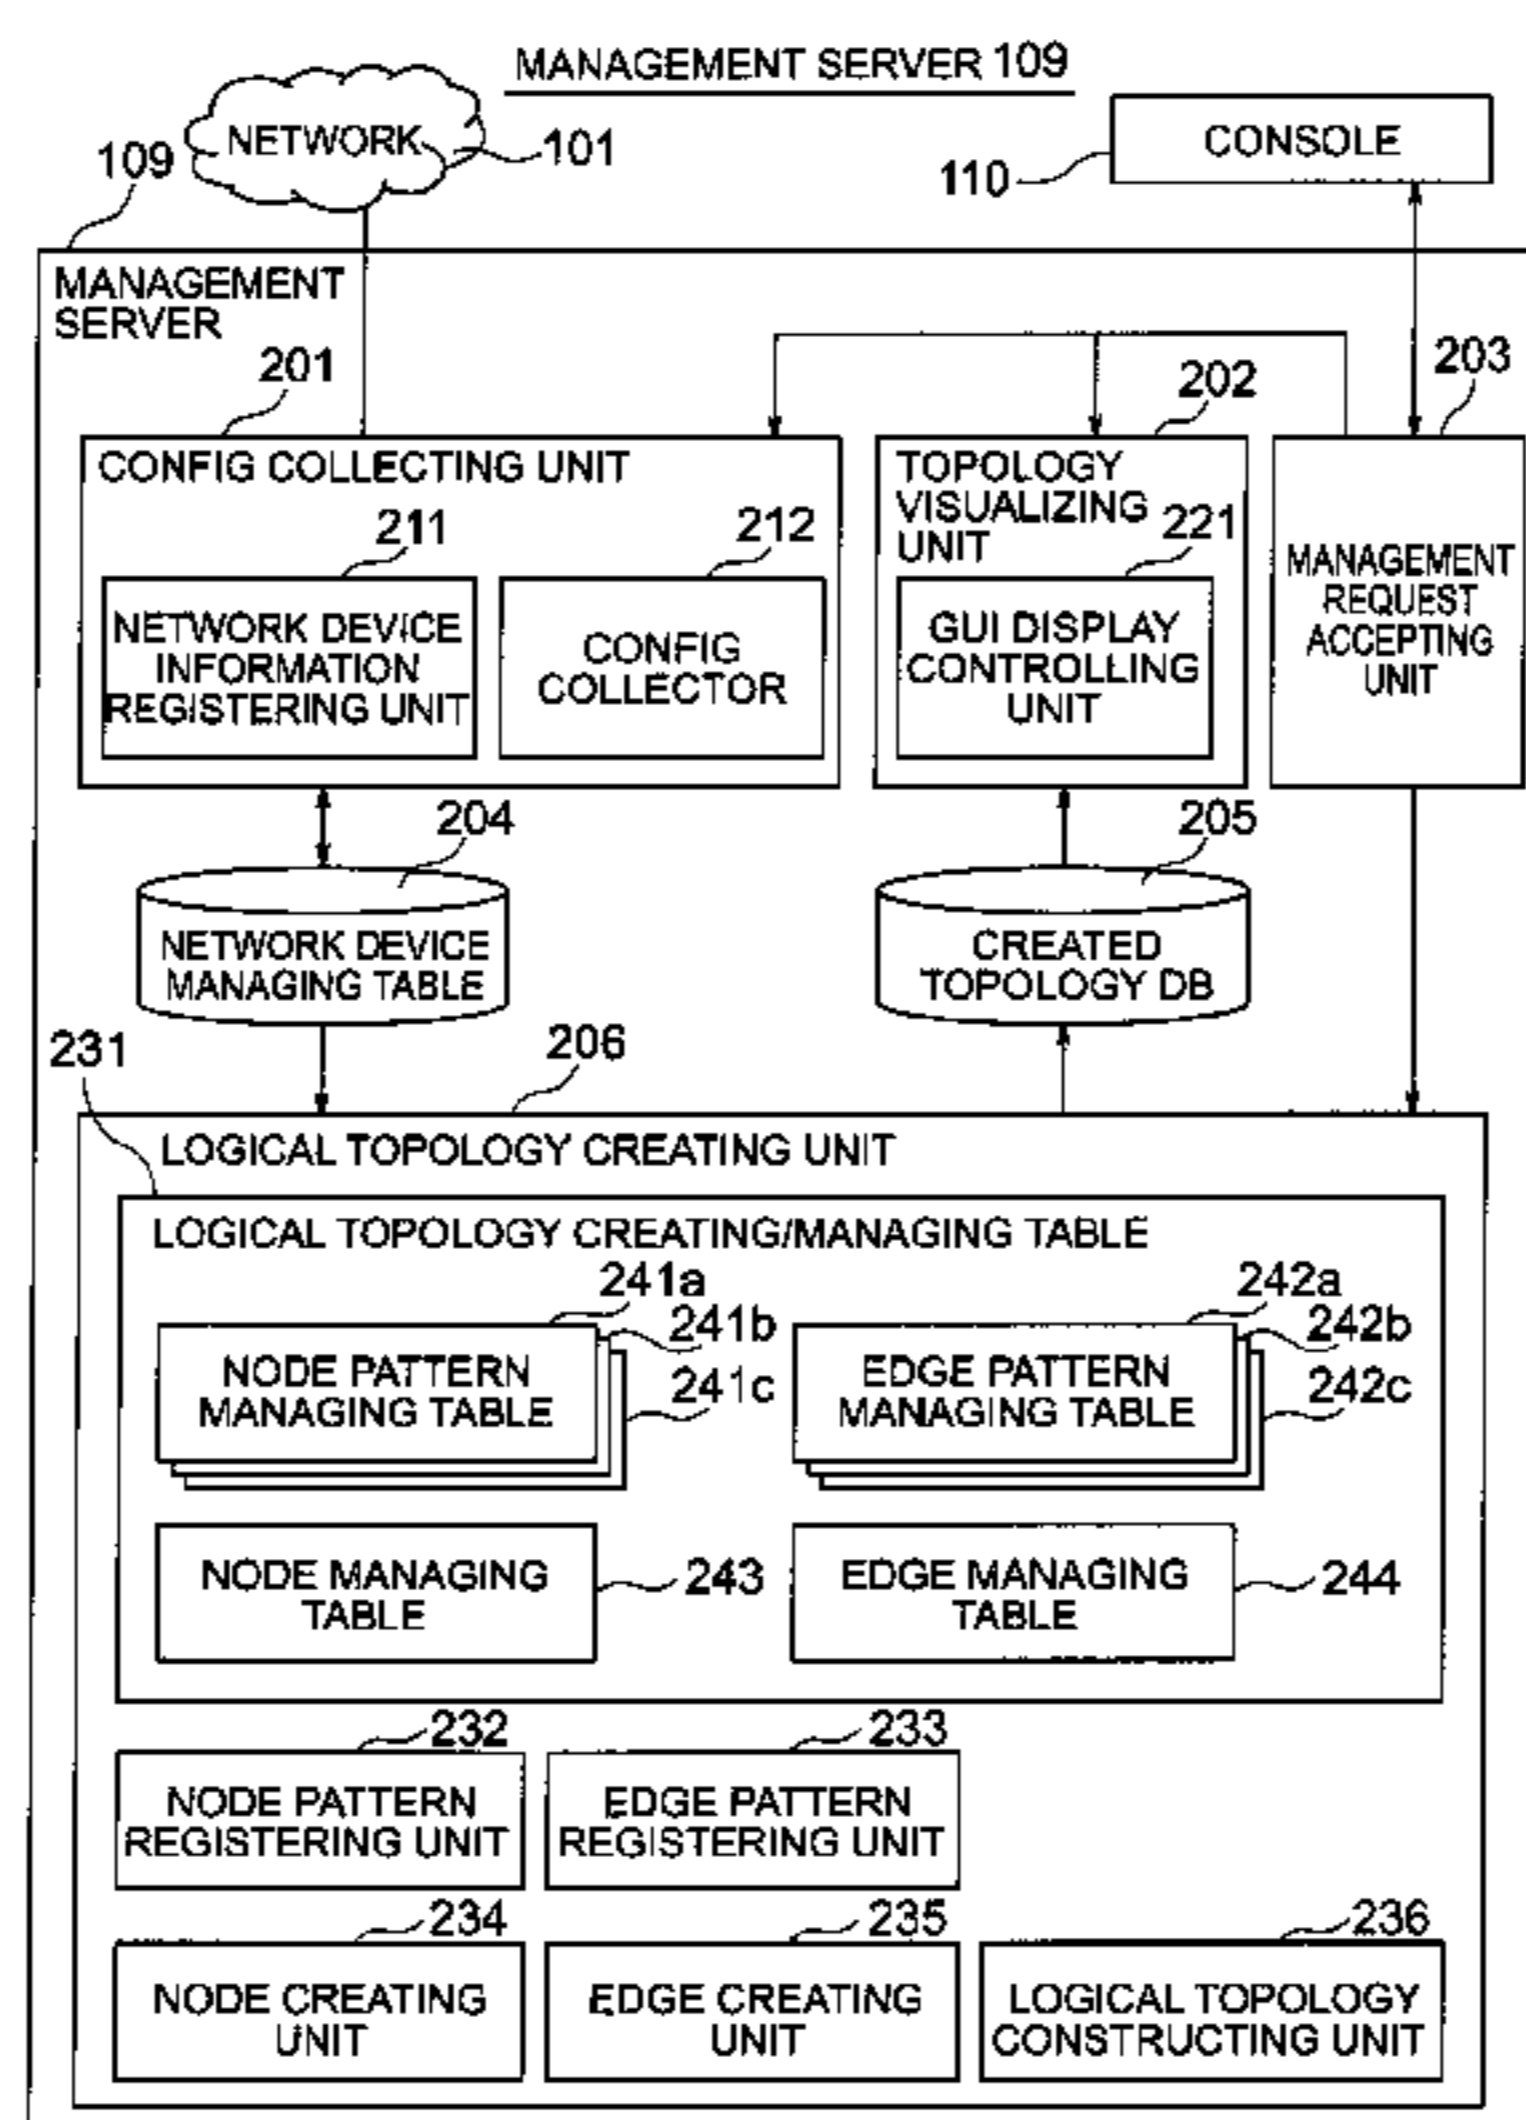 MANAGEMENT SERVER 109
NETWORK
101
CONSOLE
110
109
MANAGEMENT
SERVER
201
202
203
CONFIG COLLECTING UNIT
211
212
NETWORK DEVICE
INFORMATION
REGISTERING UNIT
CONFIG
COLLECTOR
TOPOLOGY
VISUALIZING
UNIT
221
GUI DISPLAY
CONTROLLING
UNIT
MANAGEMENT
REQUEST
ACCEPTING
UNIT
204
205
NETWORK DEVICE
MANAGING TABLE
CREATED
TOPOLOGY DB
231
206
LOGICAL TOPOLOGY CREATING UNIT
LOGICAL TOPOLOGY CREATING/MANAGING TABLE
241a
241b
241c
NODE PATTERN
MANAGING TABLE
242a
242b
242c
EDGE PATTERN
MANAGING TABLE
NODE MANAGING
TABLE
243
EDGE MANAGING
TABLE
244
232
233
NODE PATTERN
REGISTERING UNIT
EDGE PATTERN
REGISTERING UNIT
234
235
236
NODE CREATING
UNIT
EDGE CREATING
UNIT
LOGICAL TOPOLOGY
CONSTRUCTING UNIT